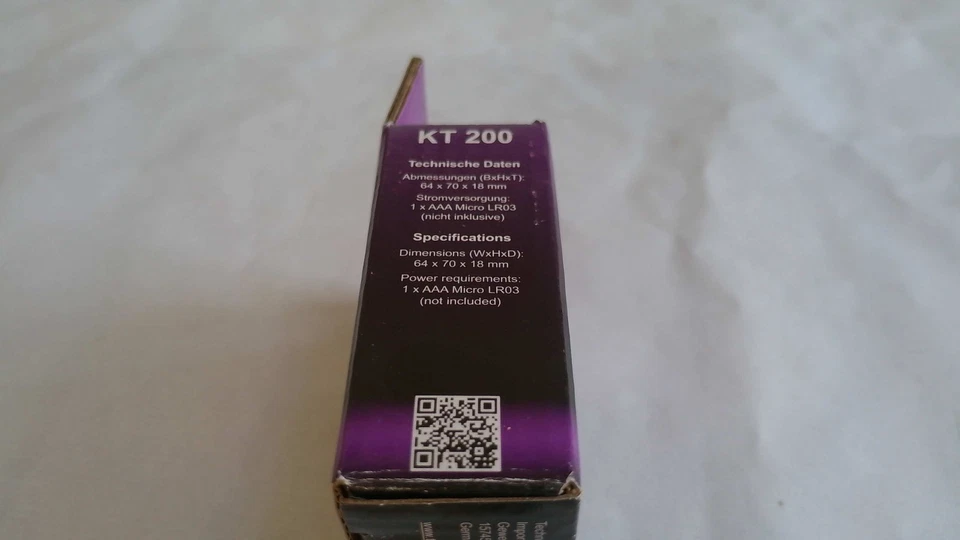 KT 200
Technische Daten
Abmessungen (BxHxT):
64 x 70 x 18 mm
Stromversorgung:
1 x AAA Micro LR03
(nicht inklusive)
Specifications
Dimensions (WxHxD):
64 x 70 x 18 mm
Power requirements:
1 x AAA Micro LR03
(not included)